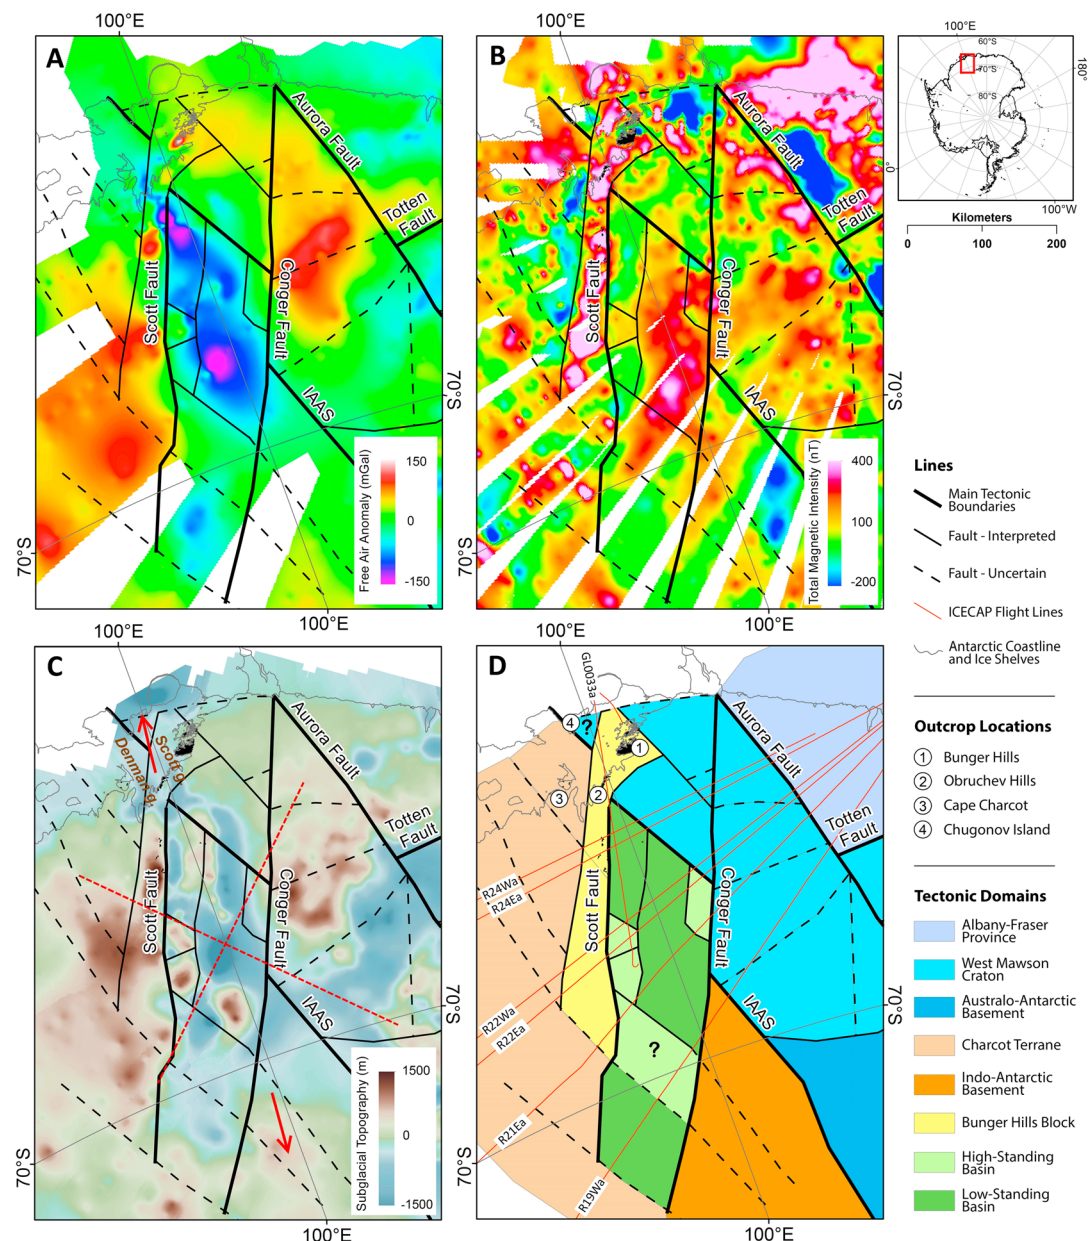 100°E
A
Aurora Fault
Totten
Fault
Scott Fault
Conger Fault
IAAS
70°S
70°S
100°E
Free Air Anomaly (mGal)
150
0
-150
100°E
B
Aurora Fault
Totten
Fault
Scott Fault
Conger Fault
IAAS
70°S
100°E
Total Magnetic Intensity (nT)
400
100
-200
100°E
60°S
70°S
80°S
180°
0°
100°W
Kilometers
0 100 200
100°E
C
Denman g.
Scott g.
Aurora Fault
Totten
Fault
Scott Fault
Conger Fault
IAAS
70°S
70°S
100°E
Subglacial Topography (m)
1500
0
-1500
100°E
D
GL0033a
4
?
1
2
3
Aurora Fault
Totten
Fault
R24Wa
R24Ea
Scott Fault
Conger Fault
IAAS
R22Wa
R22Ea
?
R21Ea
R19Wa
70°S
100°E
Lines
Main Tectonic
Boundaries
Fault - Interpreted
Fault - Uncertain
ICECAP Flight Lines
Antarctic Coastline
and Ice Shelves
Outcrop Locations
1 Bunger Hills
2 Obruchev Hills
3 Cape Charcot
4 Chugonov Island
Tectonic Domains
Albany-Fraser
Province
West Mawson
Craton
Australo-Antarctic
Basement
Charcot Terrane
Indo-Antarctic
Basement
Bunger Hills Block
High-Standing
Basin
Low-Standing
Basin